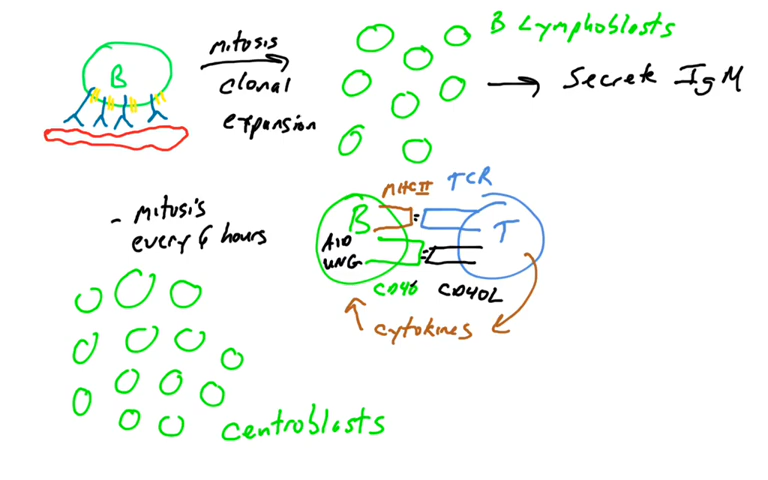 B Lymphoblasts
mitosis
clonal
expansion
B
→ Secrete IgM
- mitosis
every 6 hours
MHC II
TCR
B
T
AID
UNG
CD40
CD40L
cytokines
centroblasts